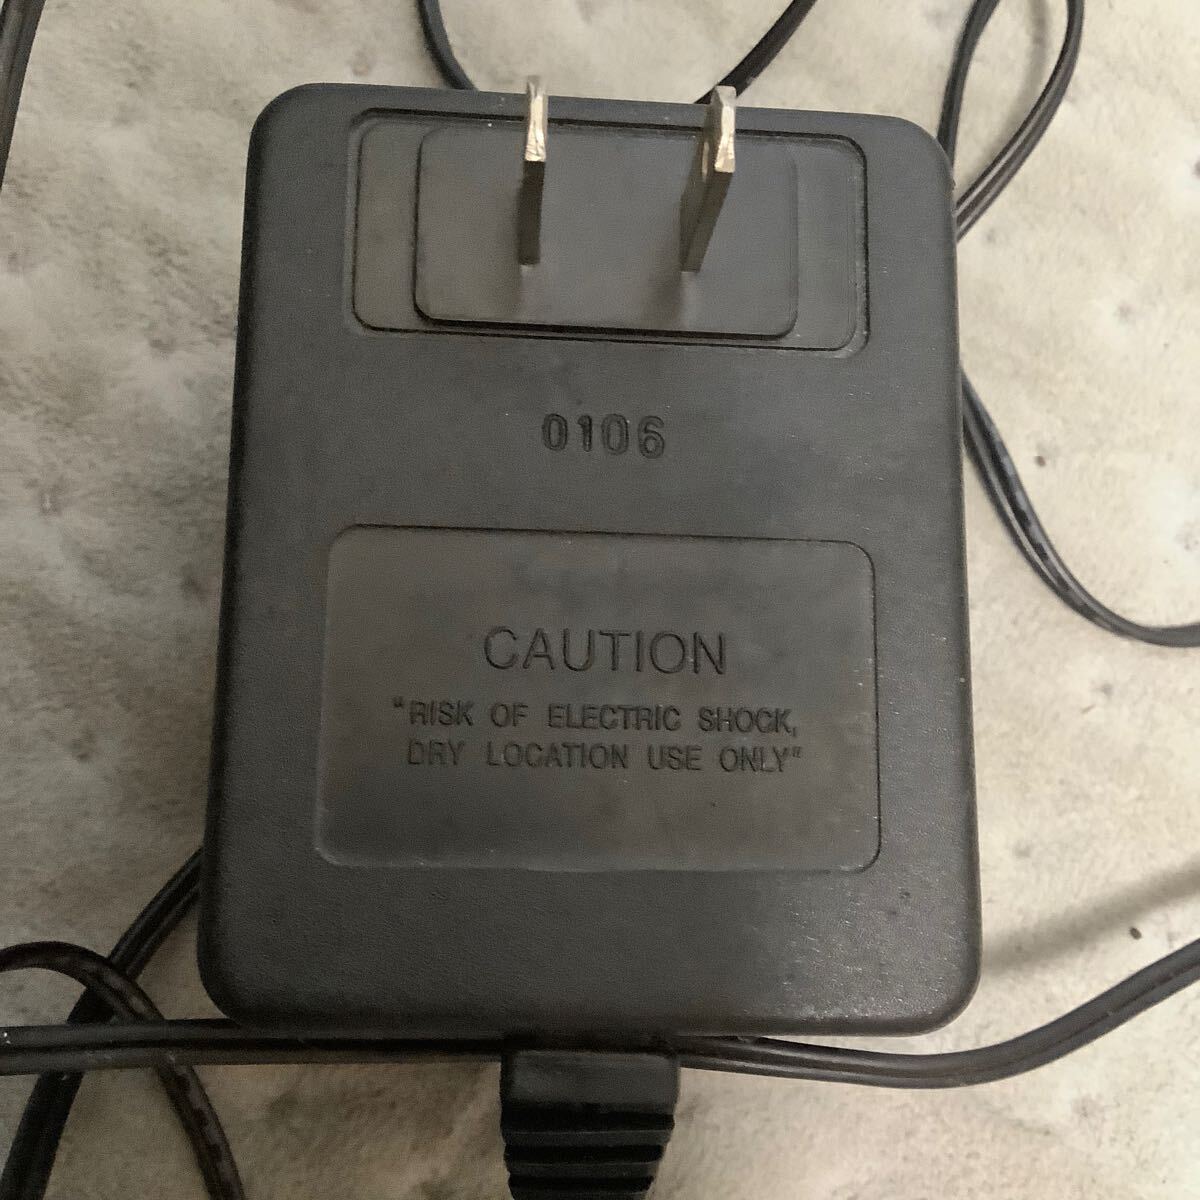 0106
CAUTION
"RISK OF ELECTRIC SHOCK,
DRY LOCATION USE ONLY"